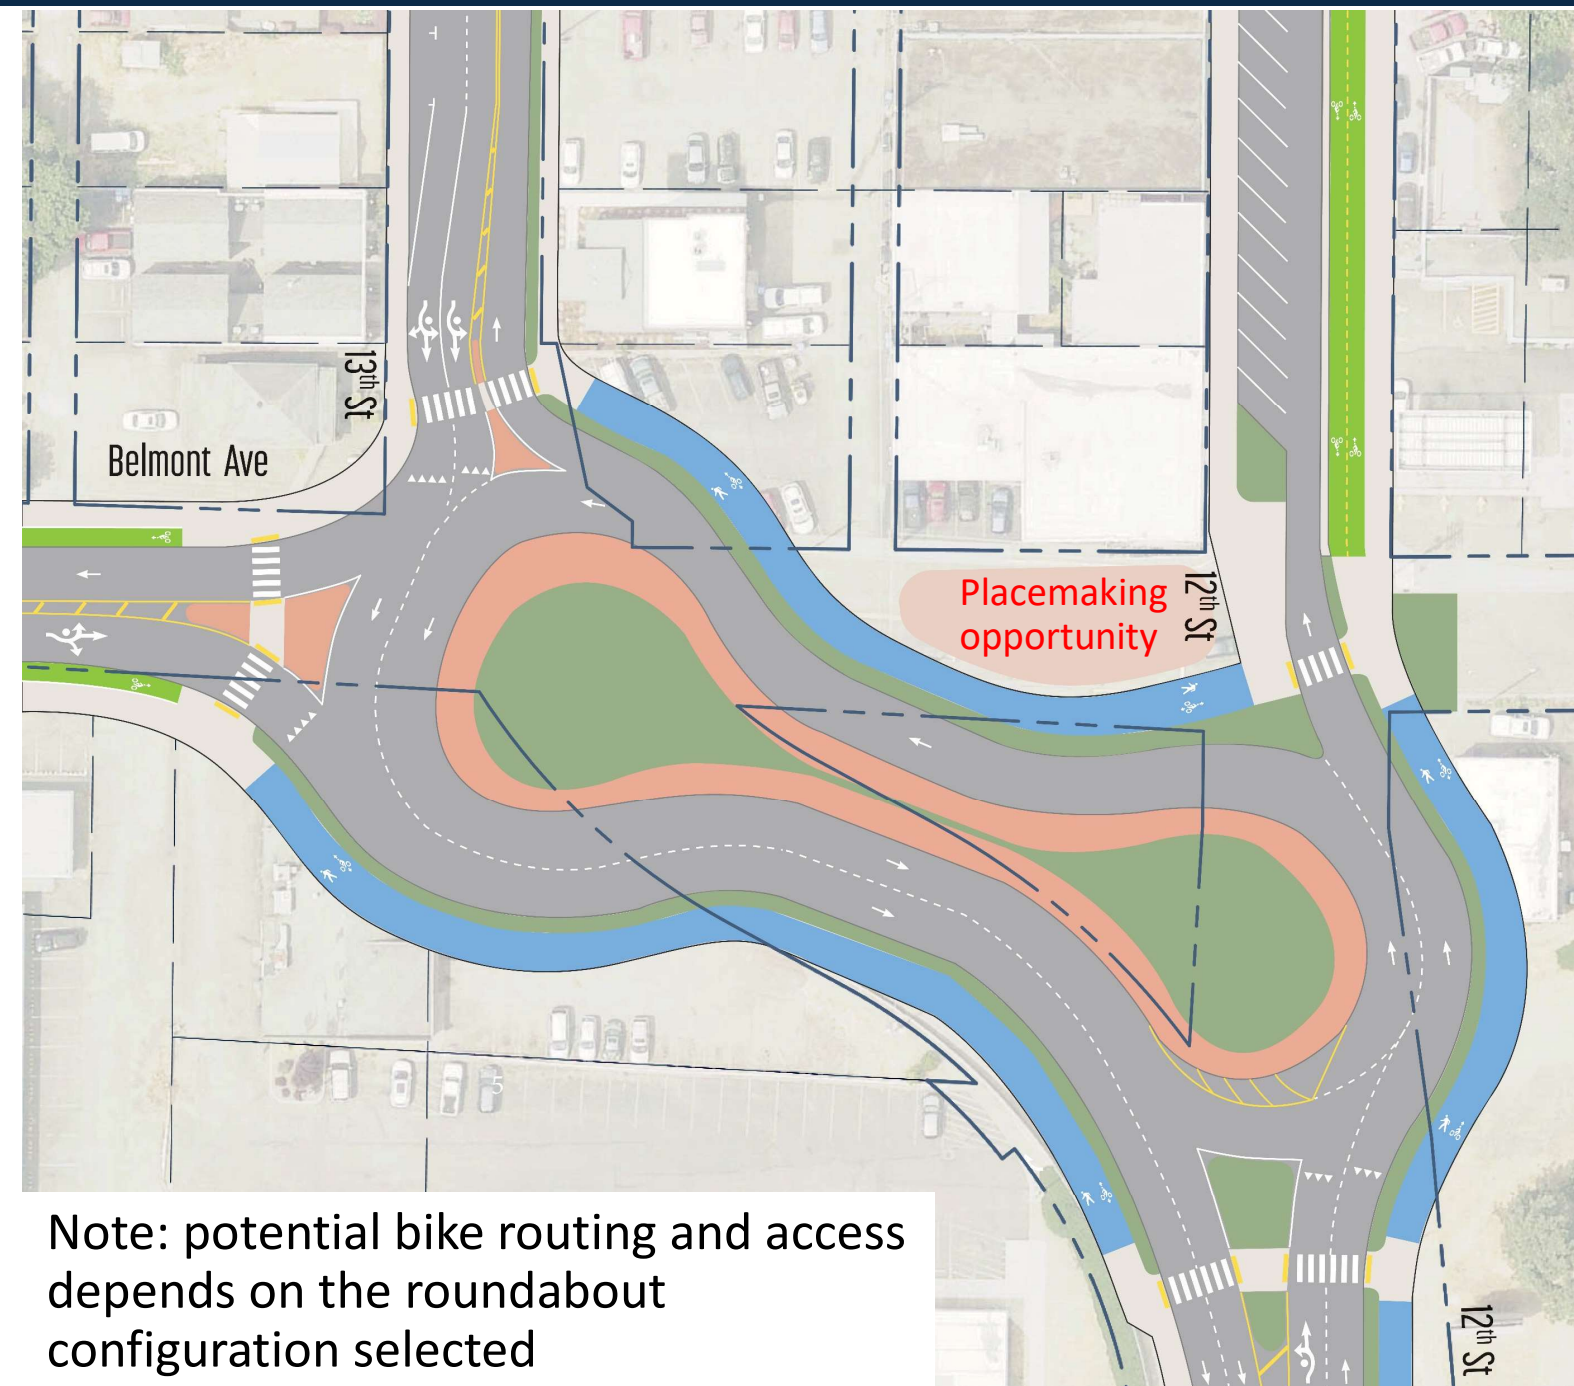 13th St
Belmont Ave
Placemaking
opportunity
12th St
5
Note: potential bike routing and access
depends on the roundabout
configuration selected
12th St